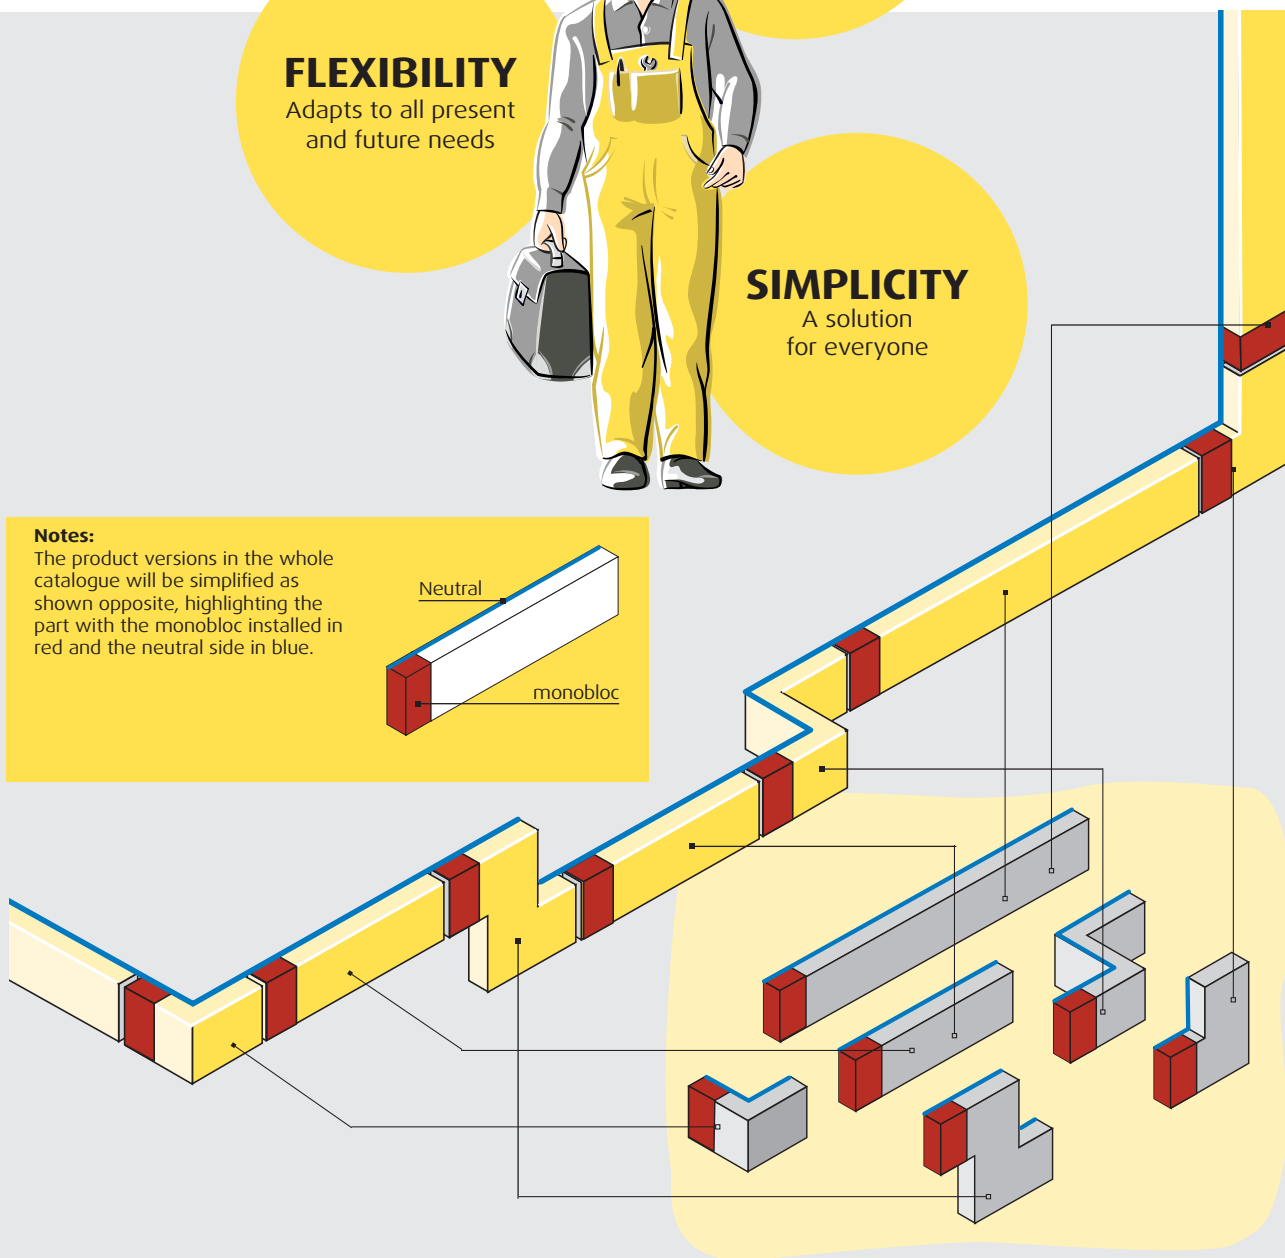 FLEXIBILITY
Adapts to all present
and future needs
SIMPLICITY
A solution
for everyone
Notes:
The product versions in the whole
catalogue will be simplified as
shown opposite, highlighting the
part with the monobloc installed in
red and the neutral side in blue.
Neutral
monobloc